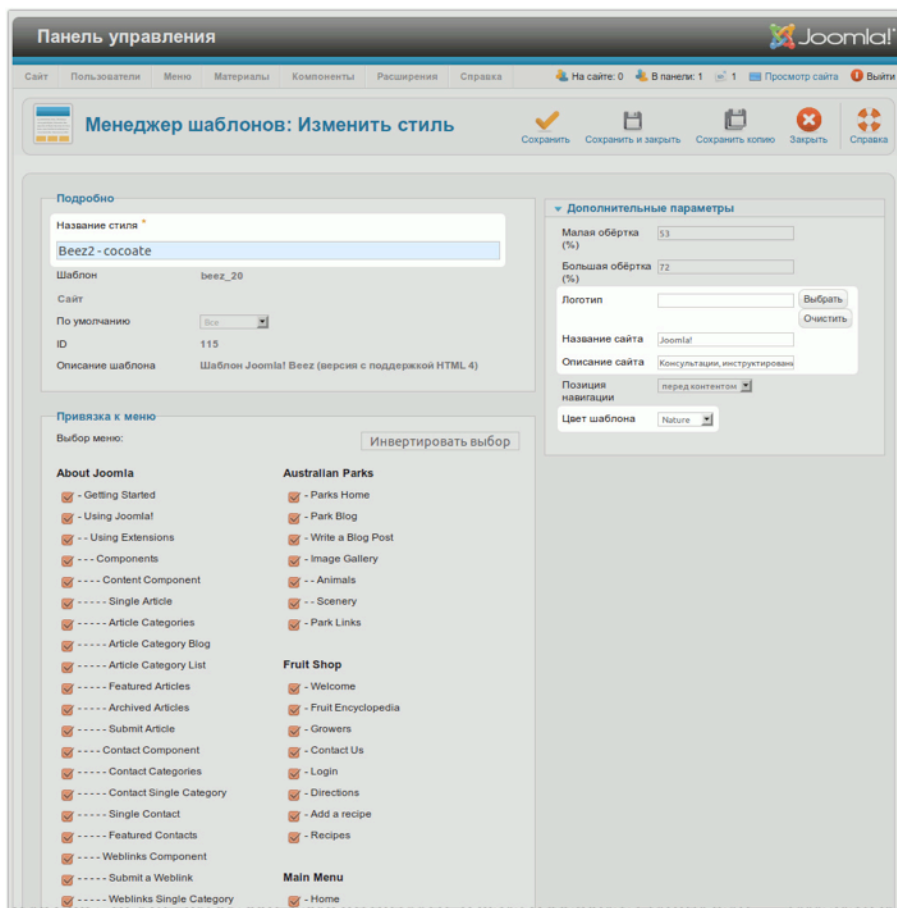 Панель управления
Joomla!
Сайт Пользователи Меню Материалы Компоненты Расширения Справка На сайте: 0 В панели: 1 1 Просмотр сайта Выйти
Менеджер шаблонов: Изменить стиль
Сохранить Сохранить и закрыть Сохранить копию Закрыть Справка
Подробно
Название стиля *
Beez2 - cocoate
Шаблон beez_20
Сайт
По умолчанию Все
ID 115
Описание шаблона Шаблон Joomla! Beez (версия с поддержкой HTML 4)
Дополнительные параметры
Малая обёртка (%) 53
Большая обёртка (%) 72
Логотип Выбрать
Очистить
Название сайта Joomla!
Описание сайта Консультации, инструктирован
Позиция навигации перед контентом
Цвет шаблона Nature
Привязка к меню
Выбор меню: Инвертировать выбор
About Joomla
- Getting Started
- Using Joomla!
- - Using Extensions
- - - Components
- - - - Content Component
- - - - - Single Article
- - - - - Article Categories
- - - - - Article Category Blog
- - - - - Article Category List
- - - - - Featured Articles
- - - - - Archived Articles
- - - - - Submit Article
- - - - Contact Component
- - - - - Contact Categories
- - - - - Contact Single Category
- - - - - Single Contact
- - - - - Featured Contacts
- - - - Weblinks Component
- - - - - Submit a Weblink
- - - - - Weblinks Single Category
Australian Parks
- Parks Home
- Park Blog
- Write a Blog Post
- Image Gallery
- - Animals
- - Scenery
- Park Links
Fruit Shop
- Welcome
- Fruit Encyclopedia
- Growers
- Contact Us
- Login
- Directions
- Add a recipe
- Recipes
Main Menu
- Home